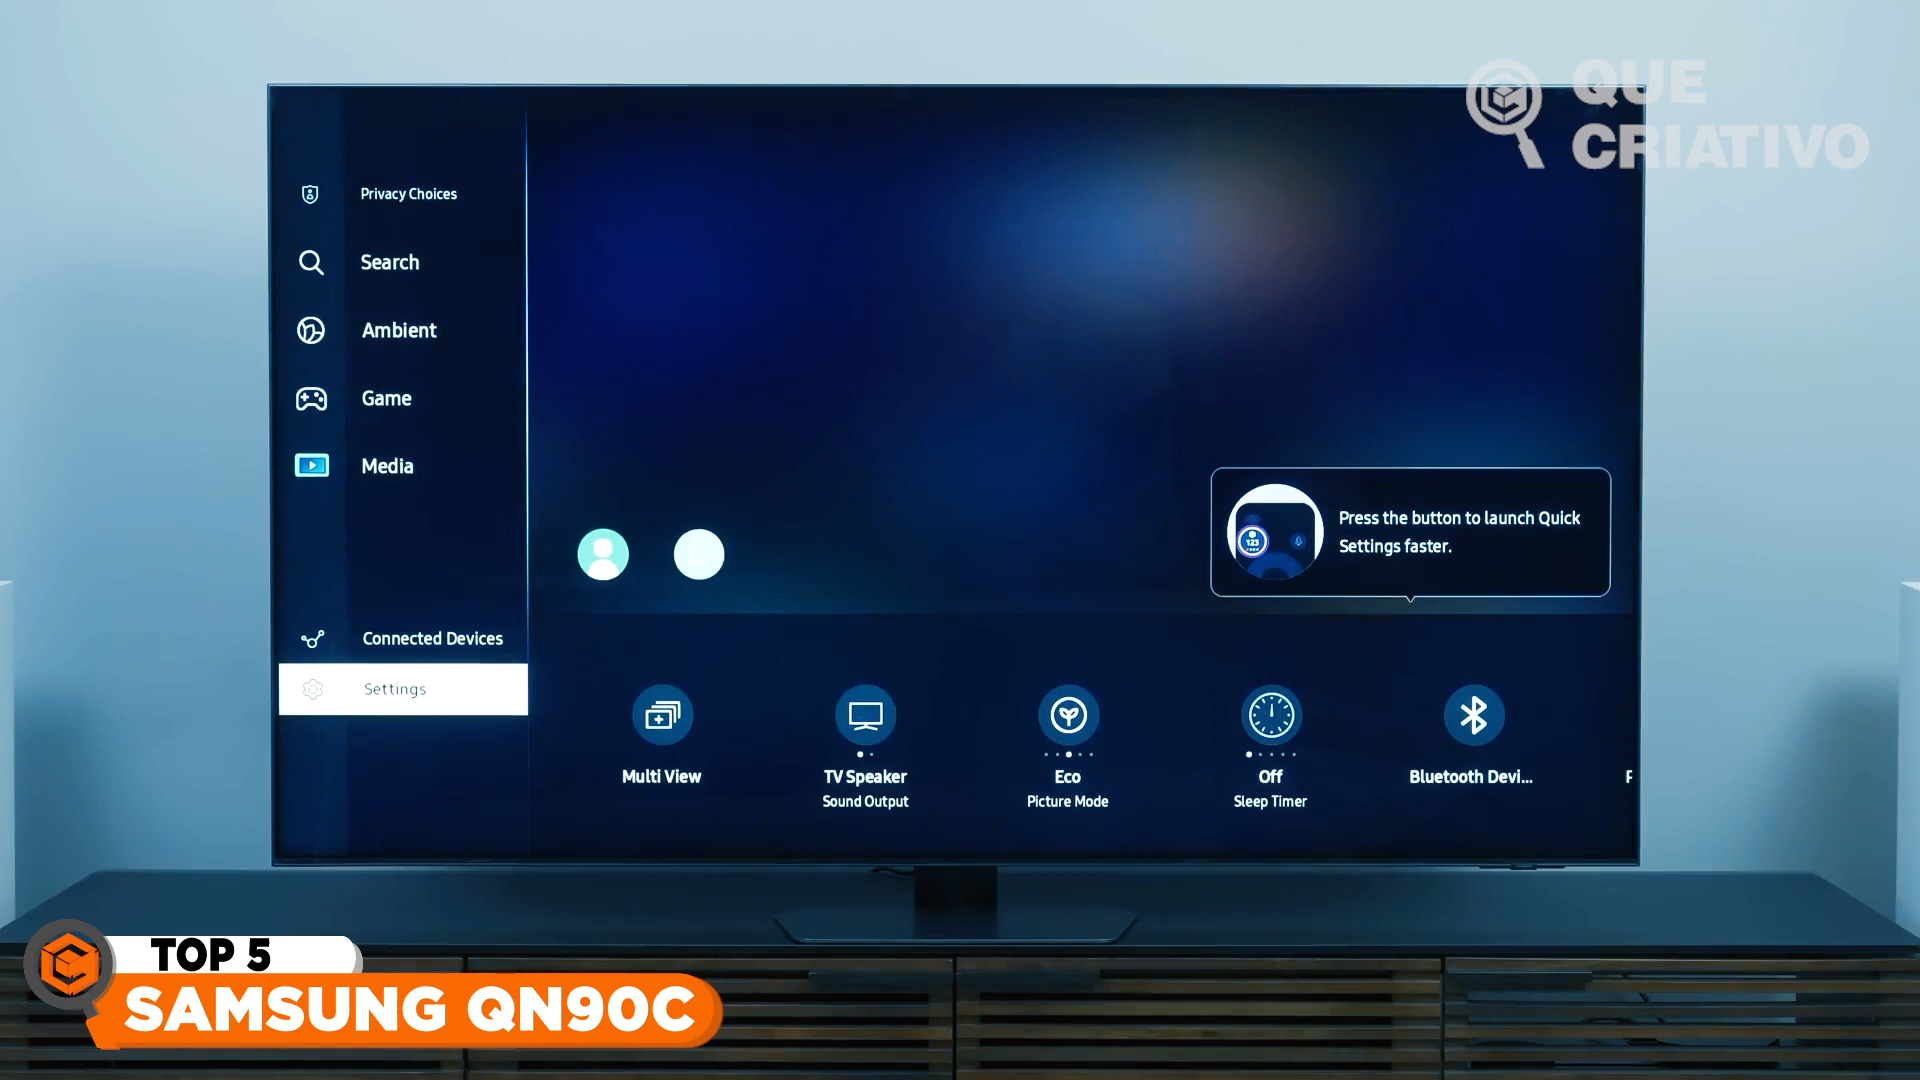 QUE
CRIATIVO
Privacy Choices
Search
Ambient
Game
Media
Press the button to launch Quick
Settings faster.
123
Connected Devices
Settings
Multi View
TV Speaker
Sound Output
Eco
Picture Mode
Off
Sleep Timer
Bluetooth Devi...
F
TOP 5
SAMSUNG QN90C